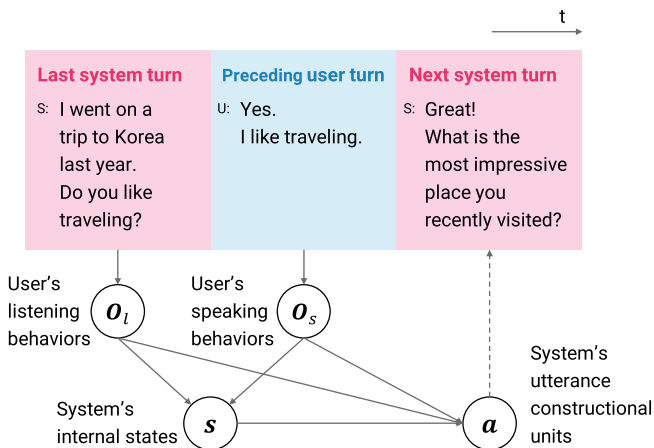 t
Last system turn
S: I went on a
trip to Korea
last year.
Do you like
traveling?
Preceding user turn
U: Yes.
I like traveling.
Next system turn
S: Great!
What is the
most impressive
place you
recently visited?
User's
listening
behaviors
O_l
User's
speaking
behaviors
O_s
System's
internal states
s
a
System's
utterance
constructional
units